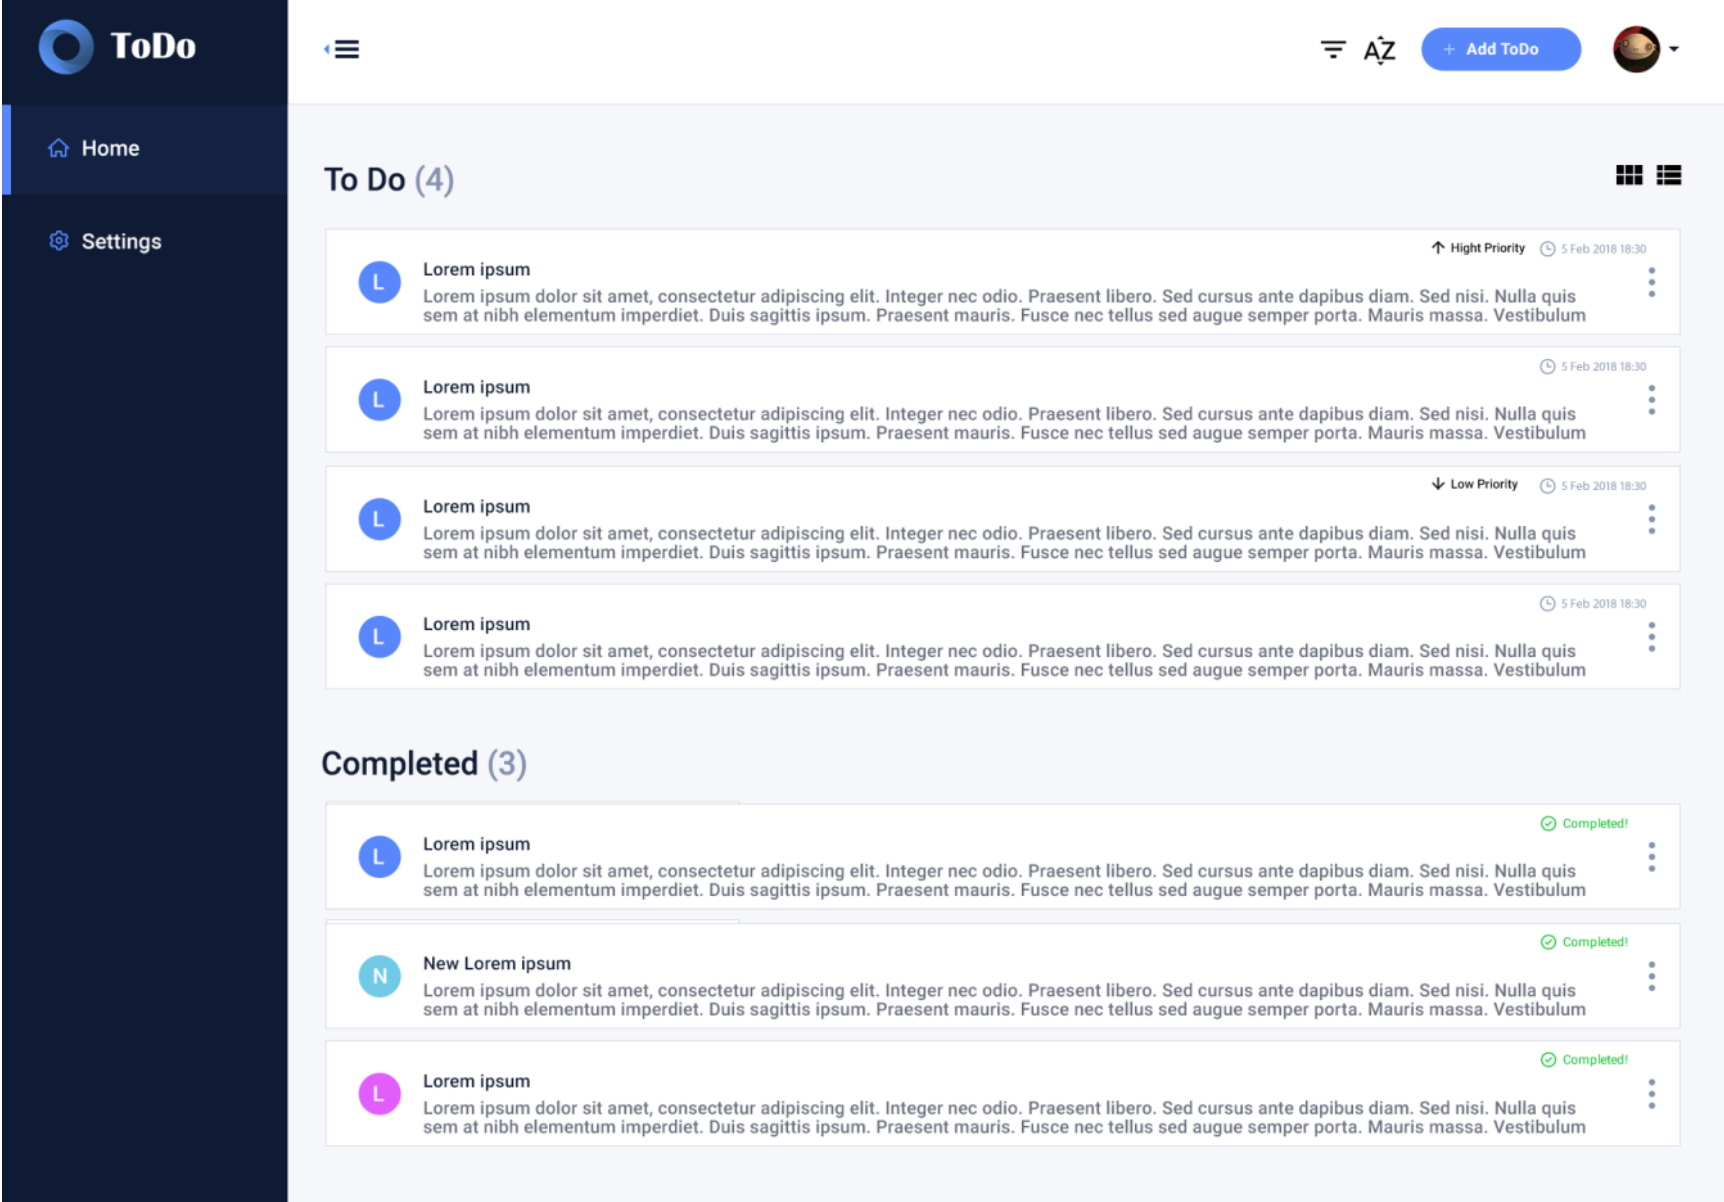 ToDo
AZ
+ Add ToDo
Home
Settings
To Do (4)
Hight Priority 5 Feb 2018 18:30
L
Lorem ipsum
Lorem ipsum dolor sit amet, consectetur adipiscing elit. Integer nec odio. Praesent libero. Sed cursus ante dapibus diam. Sed nisi. Nulla quis
sem at nibh elementum imperdiet. Duis sagittis ipsum. Praesent mauris. Fusce nec tellus sed augue semper porta. Mauris massa. Vestibulum
5 Feb 2018 18:30
L
Lorem ipsum
Lorem ipsum dolor sit amet, consectetur adipiscing elit. Integer nec odio. Praesent libero. Sed cursus ante dapibus diam. Sed nisi. Nulla quis
sem at nibh elementum imperdiet. Duis sagittis ipsum. Praesent mauris. Fusce nec tellus sed augue semper porta. Mauris massa. Vestibulum
Low Priority 5 Feb 2018 18:30
L
Lorem ipsum
Lorem ipsum dolor sit amet, consectetur adipiscing elit. Integer nec odio. Praesent libero. Sed cursus ante dapibus diam. Sed nisi. Nulla quis
sem at nibh elementum imperdiet. Duis sagittis ipsum. Praesent mauris. Fusce nec tellus sed augue semper porta. Mauris massa. Vestibulum
5 Feb 2018 18:30
L
Lorem ipsum
Lorem ipsum dolor sit amet, consectetur adipiscing elit. Integer nec odio. Praesent libero. Sed cursus ante dapibus diam. Sed nisi. Nulla quis
sem at nibh elementum imperdiet. Duis sagittis ipsum. Praesent mauris. Fusce nec tellus sed augue semper porta. Mauris massa. Vestibulum
Completed (3)
Completed!
L
Lorem ipsum
Lorem ipsum dolor sit amet, consectetur adipiscing elit. Integer nec odio. Praesent libero. Sed cursus ante dapibus diam. Sed nisi. Nulla quis
sem at nibh elementum imperdiet. Duis sagittis ipsum. Praesent mauris. Fusce nec tellus sed augue semper porta. Mauris massa. Vestibulum
Completed!
N
New Lorem ipsum
Lorem ipsum dolor sit amet, consectetur adipiscing elit. Integer nec odio. Praesent libero. Sed cursus ante dapibus diam. Sed nisi. Nulla quis
sem at nibh elementum imperdiet. Duis sagittis ipsum. Praesent mauris. Fusce nec tellus sed augue semper porta. Mauris massa. Vestibulum
Completed!
L
Lorem ipsum
Lorem ipsum dolor sit amet, consectetur adipiscing elit. Integer nec odio. Praesent libero. Sed cursus ante dapibus diam. Sed nisi. Nulla quis
sem at nibh elementum imperdiet. Duis sagittis ipsum. Praesent mauris. Fusce nec tellus sed augue semper porta. Mauris massa. Vestibulum